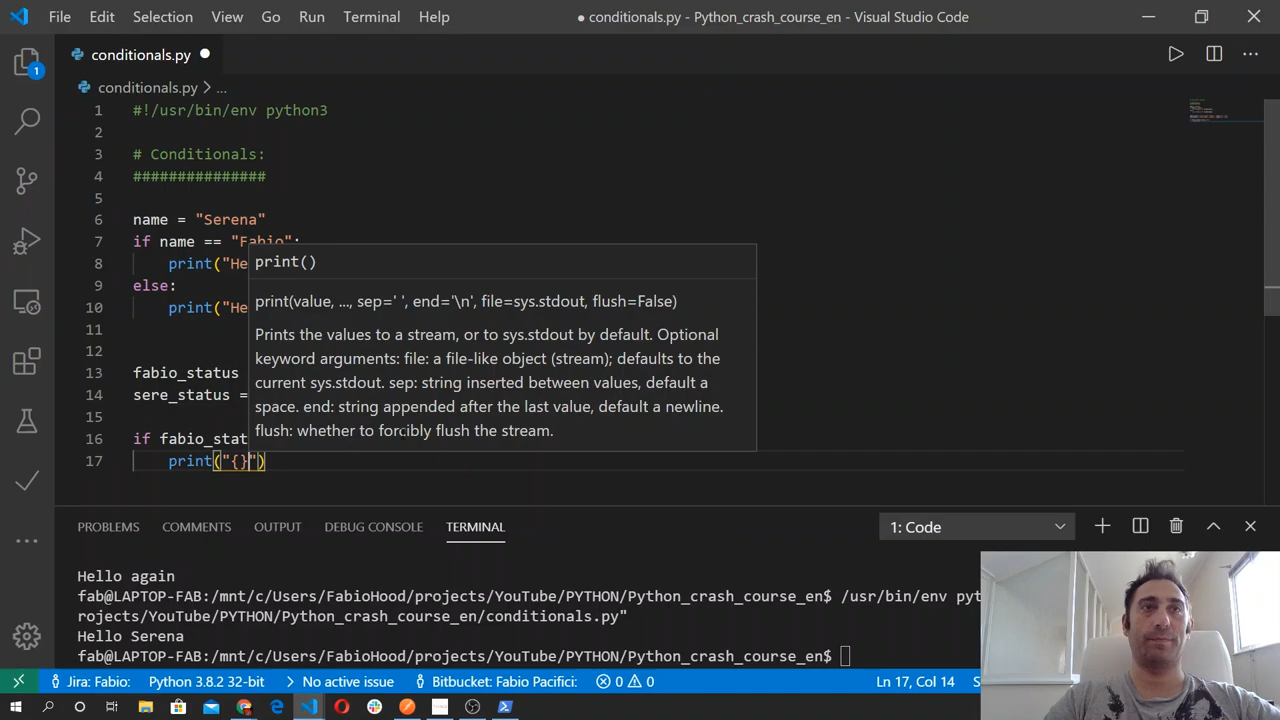 File Edit Selection View Go Run Terminal Help
● conditionals.py - Python_crash_course_en - Visual Studio Code
conditionals.py ●
conditionals.py > ...
1 #!/usr/bin/env python3
2
3 # Conditionals:
4 ###############
5
6 name = "Serena"
7 if name == "Fabio":
8 print("He
9 else:
10 print("He
11
12
13 fabio_status
14 sere_status =
15
16 if fabio_stat
17 print("{}")
print()
print(value, ..., sep=' ', end='\n', file=sys.stdout, flush=False)
Prints the values to a stream, or to sys.stdout by default. Optional
keyword arguments: file: a file-like object (stream); defaults to the
current sys.stdout. sep: string inserted between values, default a
space. end: string appended after the last value, default a newline.
flush: whether to forcibly flush the stream.
PROBLEMS COMMENTS OUTPUT DEBUG CONSOLE TERMINAL 1: Code
Hello again
fab@LAPTOP-FAB:/mnt/c/Users/FabioHood/projects/YouTube/PYTHON/Python_crash_course_en$ /usr/bin/env pyt
rojects/YouTube/PYTHON/Python_crash_course_en/conditionals.py"
Hello Serena
fab@LAPTOP-FAB:/mnt/c/Users/FabioHood/projects/YouTube/PYTHON/Python_crash_course_en$
Jira: Fabio: Python 3.8.2 32-bit No active issue Bitbucket: Fabio Pacifici: 0 0 Ln 17, Col 14 S
1